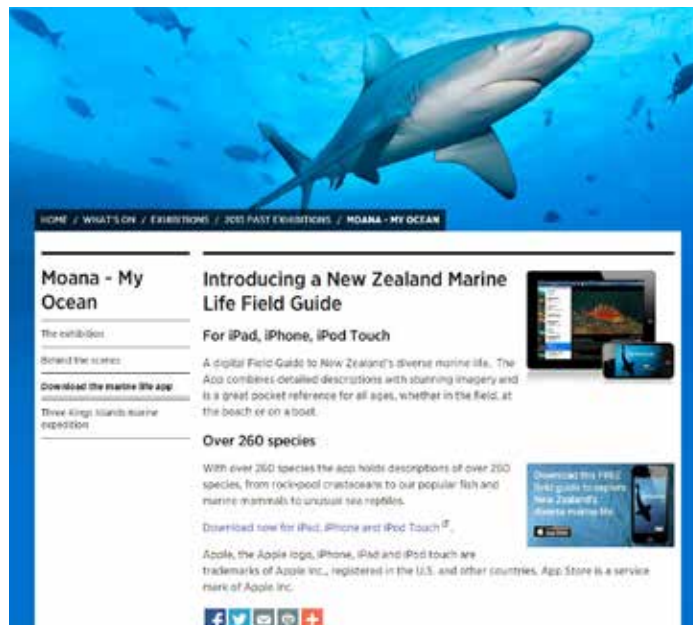 HOME / WHAT'S ON / EXHIBITIONS / 2013 PAST EXHIBITIONS / MOANA - MY OCEAN
Moana - My
Ocean
The exhibition
Behind the scenes
Download the marine life app
Three Kings Islands marine
expedition
Introducing a New Zealand Marine
Life Field Guide
For iPad, iPhone, iPod Touch
A digital Field Guide to New Zealand's diverse marine life. The
App combines detailed descriptions with stunning imagery and
is a great pocket reference for all ages, whether in the field, at
the beach or on a boat.
Over 260 species
With over 260 species the app holds descriptions of over 260
species, from rock-pool crustaceans to our popular fish and
marine mammals to unusual sea reptiles.
Download now for iPad, iPhone and iPod Touch.
Apple, the Apple logo, iPhone, iPad and iPod touch are
trademarks of Apple Inc., registered in the U.S. and other countries. App Store is a service
mark of Apple Inc.
Download this FREE
field guide to explore
New Zealand's
diverse marine life